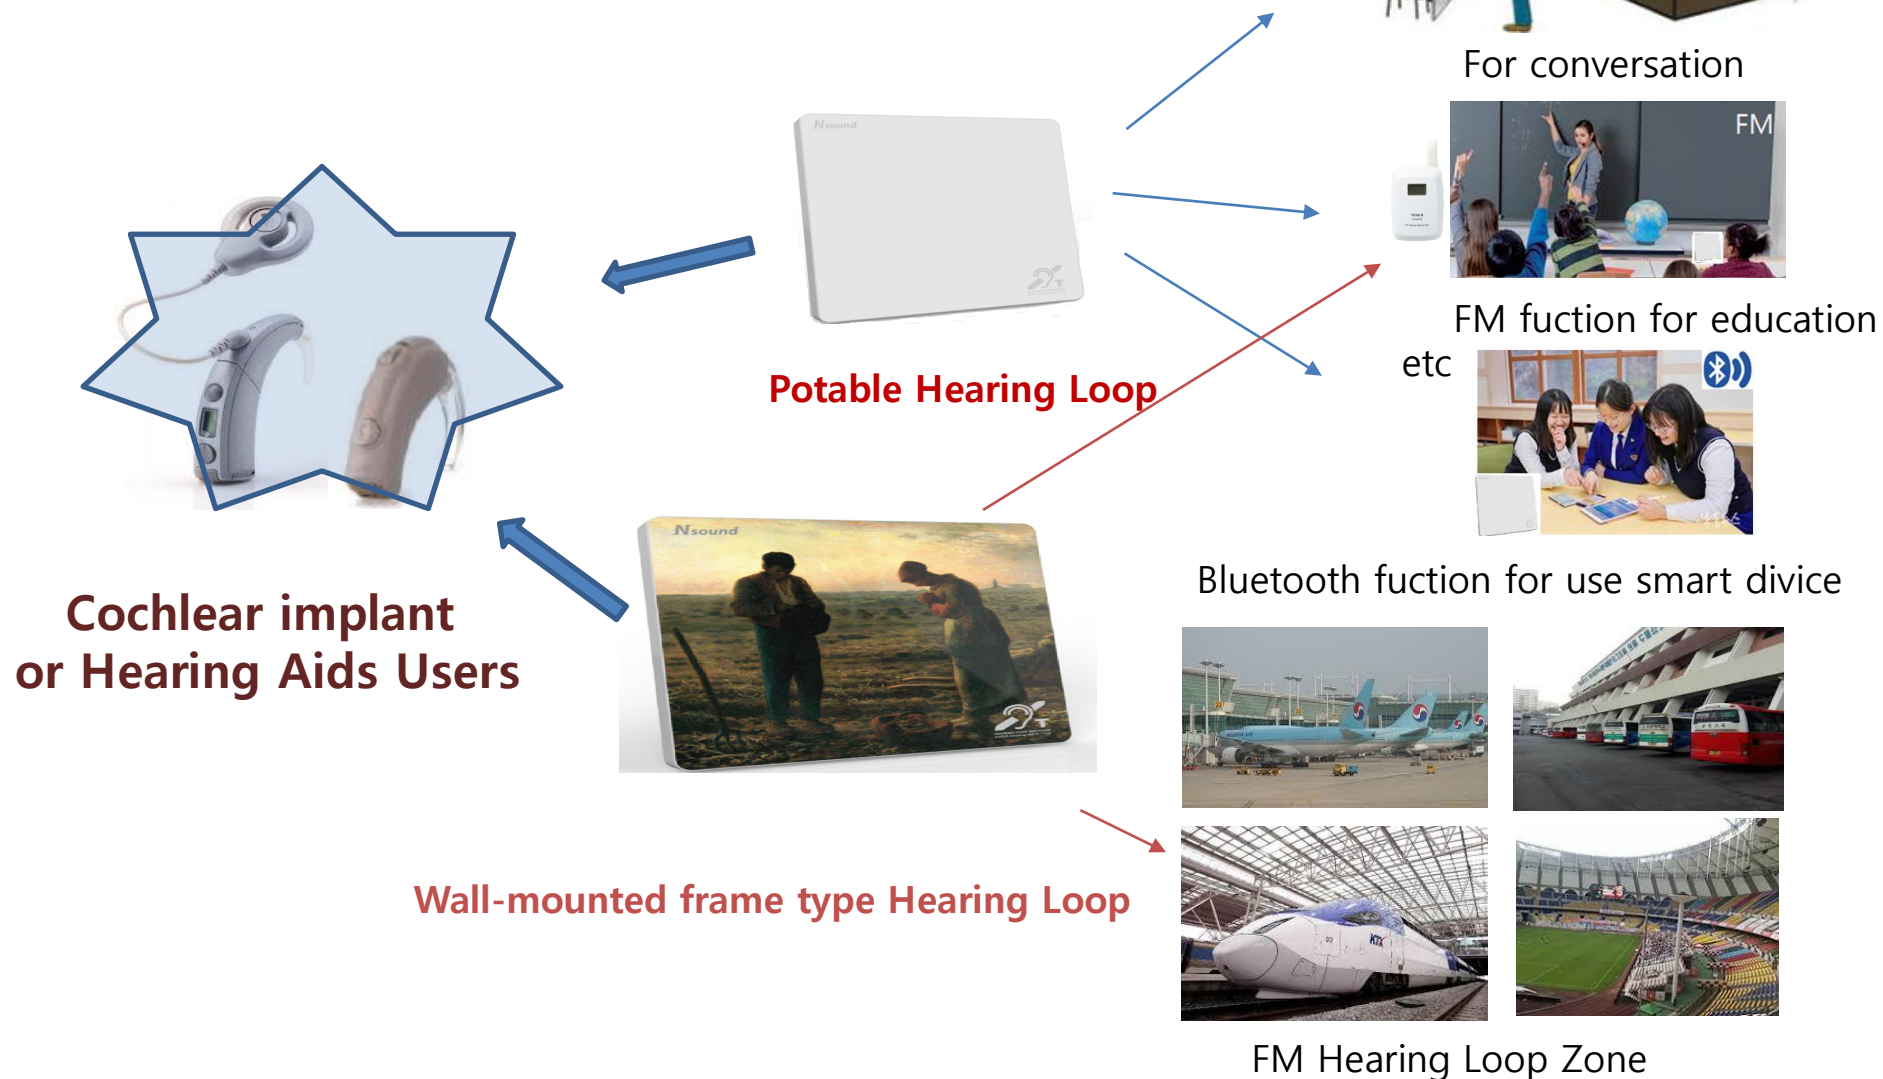 For conversation
Nsound
FM
FM fuction for education
etc
Potable Hearing Loop
Nsound
T
Bluetooth fuction for use smart divice
Cochlear implant
or Hearing Aids Users
Wall-mounted frame type Hearing Loop
KTX
FM Hearing Loop Zone